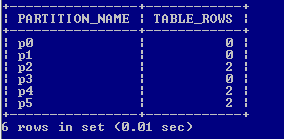 +----------------+------------+
| PARTITION_NAME | TABLE_ROWS |
+----------------+------------+
| p0             |          0 |
| p1             |          0 |
| p2             |          2 |
| p3             |          0 |
| p4             |          2 |
| p5             |          2 |
+----------------+------------+
6 rows in set (0.01 sec)